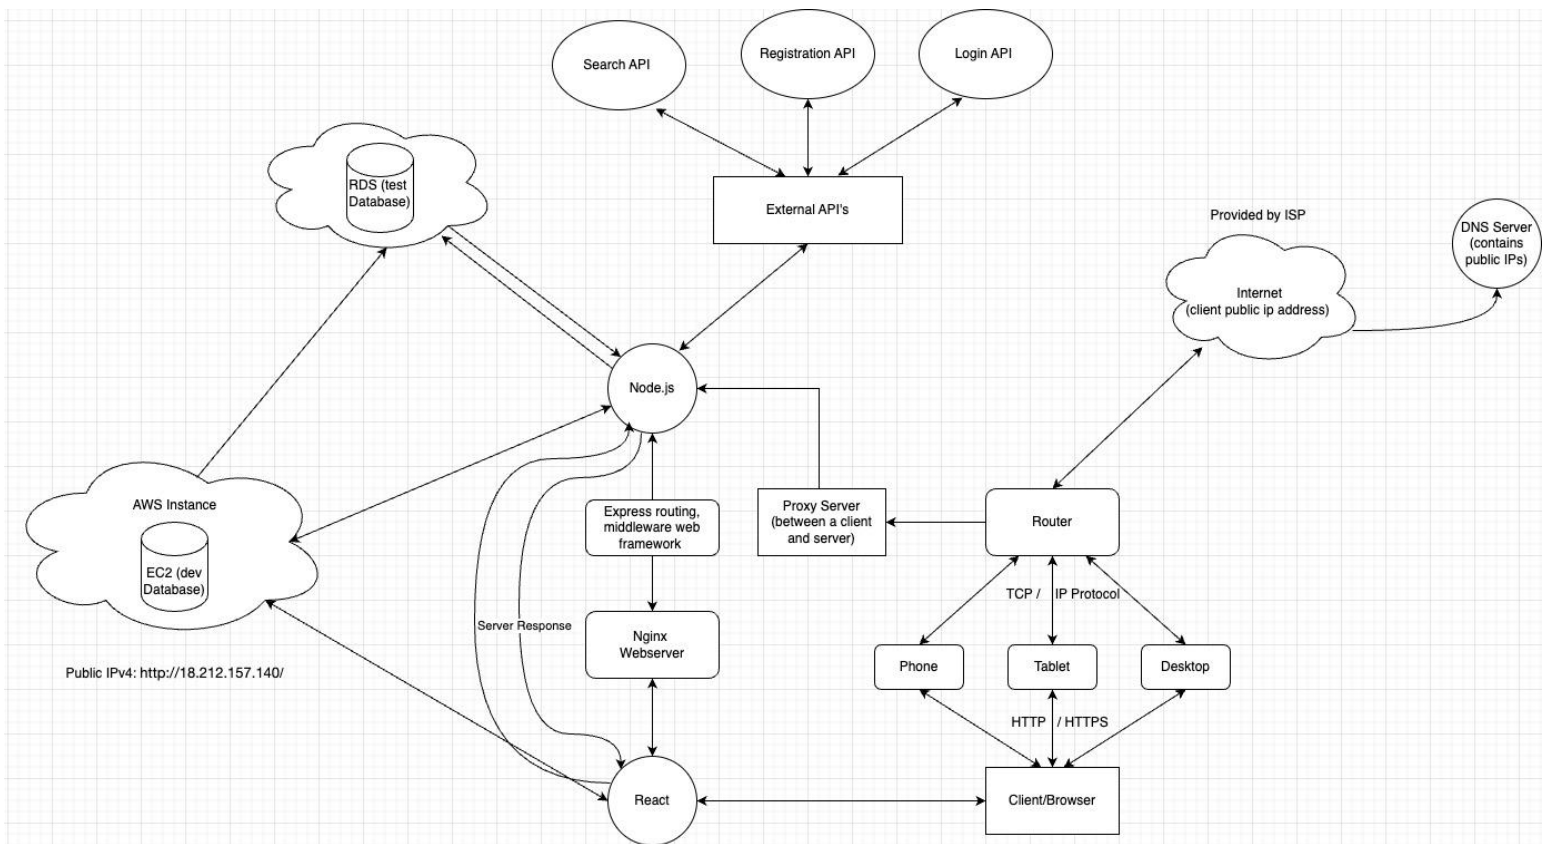 Search API
Registration API
Login API
RDS (test
Database)
External API's
Provided by ISP
DNS Server
(contains
public IPs)
Internet
(client public ip address)
Node.js
AWS Instance
EC2 (dev
Database)
Public IPv4: http://18.212.157.140/
Express routing,
middleware web
framework
Proxy Server
(between a client
and server)
Router
TCP / IP Protocol
Server Response
Nginx
Webserver
Phone
Tablet
Desktop
HTTP / HTTPS
React
Client/Browser